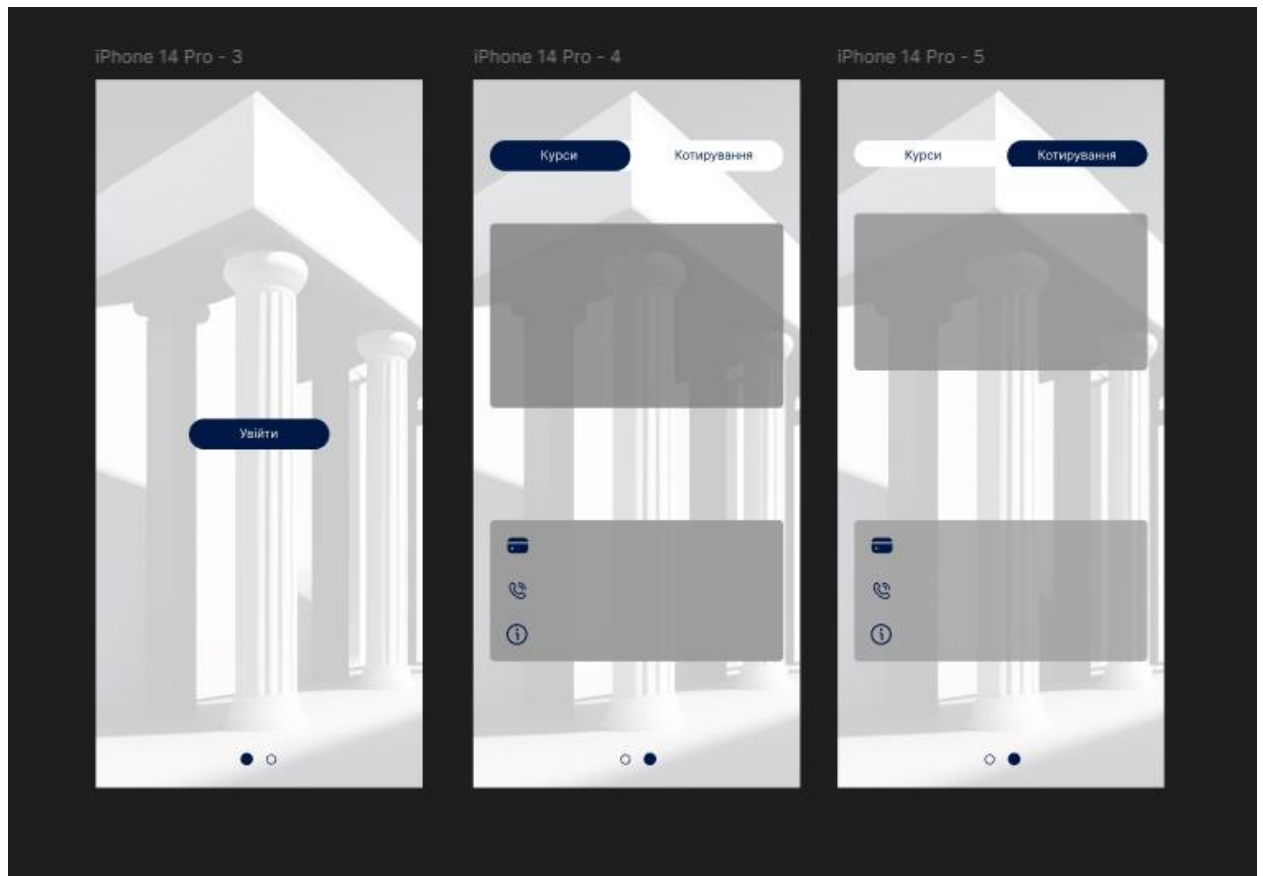 iPhone 14 Pro - 3
iPhone 14 Pro - 4
iPhone 14 Pro - 5
Курси
Котирування
Курси
Котирування
Увійти